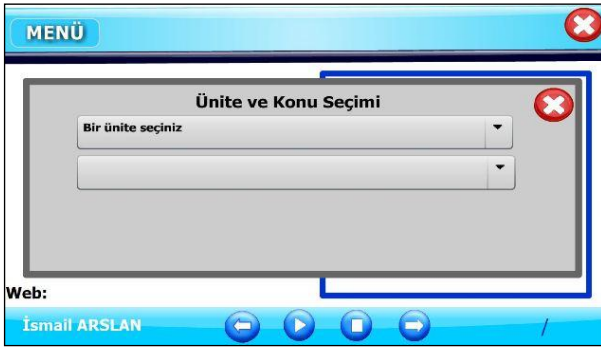 MENÜ
Ünite ve Konu Seçimi
Bir ünite seçiniz
Web:
İsmail ARSLAN
/